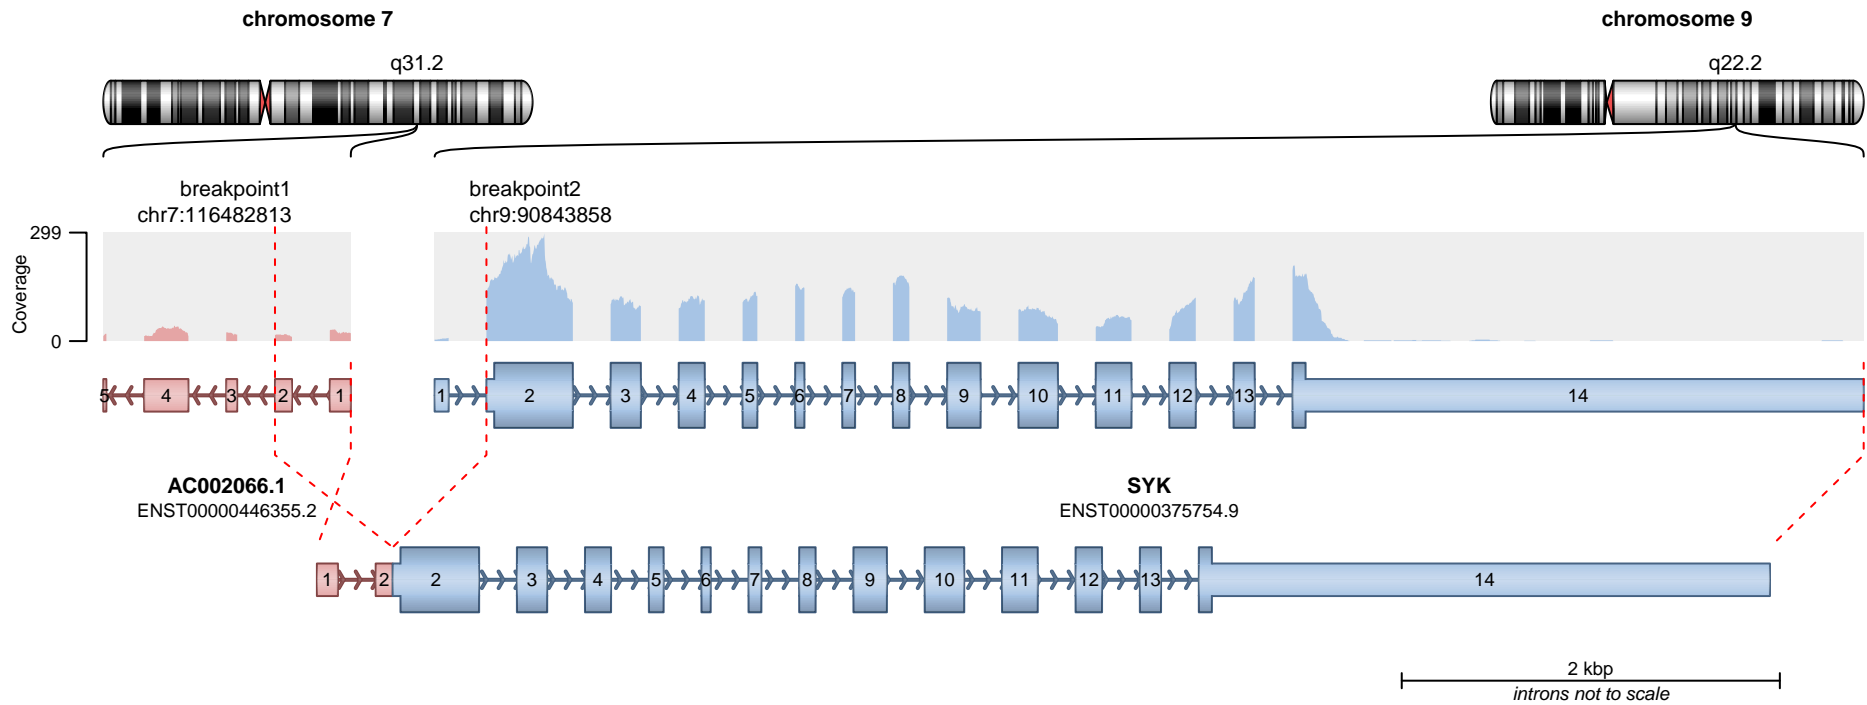 chromosome 7
chromosome 9
q31.2
q22.2
breakpoint1
chr7:116482813
breakpoint2
chr9:90843858
Coverage
299
0
5 4 3 2 1
1 2 3 4 5 6 7 8 9 10 11 12 13 14
AC002066.1
ENST00000446355.2
SYK
ENST00000375754.9
1 2 2 3 4 5 6 7 8 9 10 11 12 13 14
2 kbp
introns not to scale